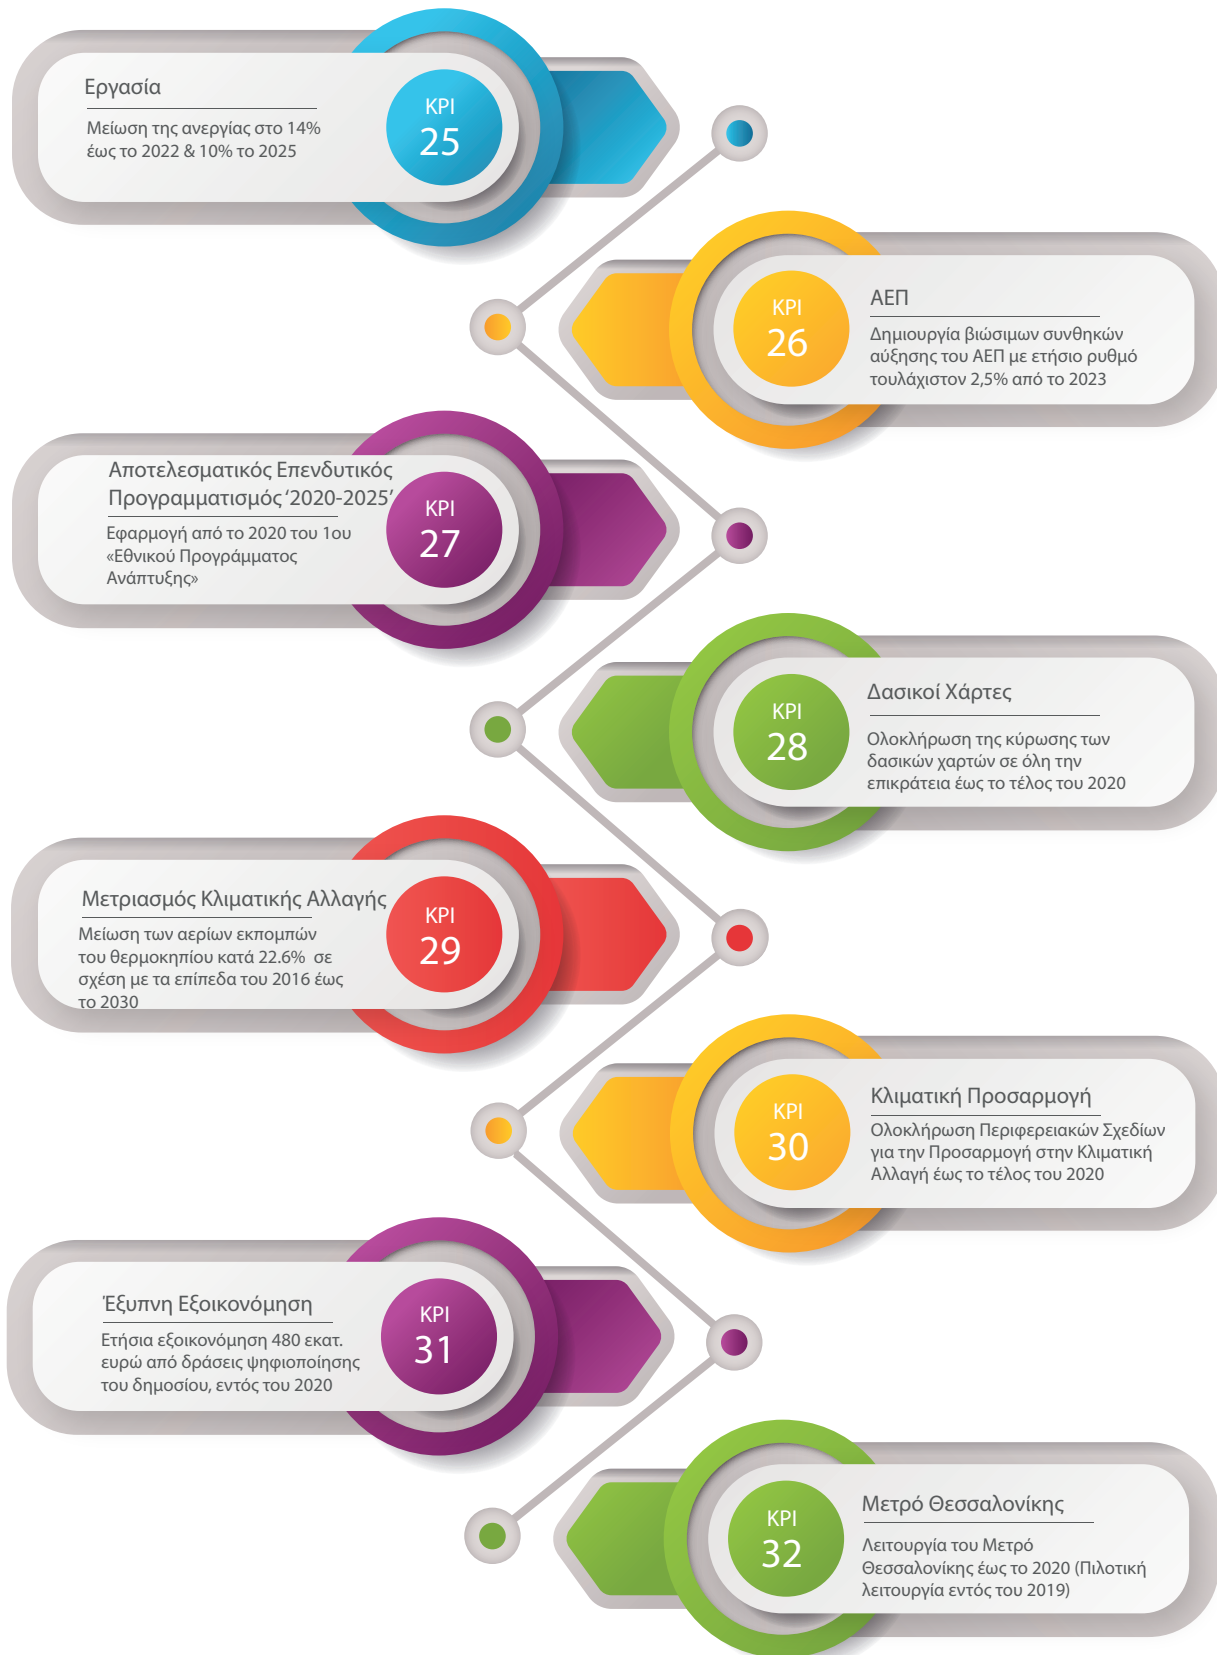 Εργασία
Μείωση της ανεργίας στο 14%
έως το 2022 & 10% το 2025
KPI
25
ΑΕΠ
Δημιουργία βιώσιμων συνθηκών
αύξησης του ΑΕΠ με ετήσιο ρυθμό
τουλάχιστον 2,5% από το 2023
KPI
26
Αποτελεσματικός Επενδυτικός
Προγραμματισμός ‘2020-2025’
Εφαρμογή από το 2020 του 1ου
«Εθνικού Προγράμματος
Ανάπτυξης»
KPI
27
Δασικοί Χάρτες
Ολοκλήρωση της κύρωσης των
δασικών χαρτών σε όλη την
επικράτεια έως το τέλος του 2020
KPI
28
Μετριασμός Κλιματικής Αλλαγής
Μείωση των αερίων εκπομπών
του θερμοκηπίου κατά 22.6% σε
σχέση με τα επίπεδα του 2016 έως
το 2030
KPI
29
Κλιματική Προσαρμογή
Ολοκλήρωση Περιφερειακών Σχεδίων
για την Προσαρμογή στην Κλιματική
Αλλαγή έως το τέλος του 2020
KPI
30
Έξυπνη Εξοικονόμηση
Ετήσια εξοικονόμηση 480 εκατ.
ευρώ από δράσεις ψηφιοποίησης
του δημοσίου, εντός του 2020
KPI
31
Μετρό Θεσσαλονίκης
Λειτουργία του Μετρό
Θεσσαλονίκης έως το 2020 (Πιλοτική
λειτουργία εντός του 2019)
KPI
32